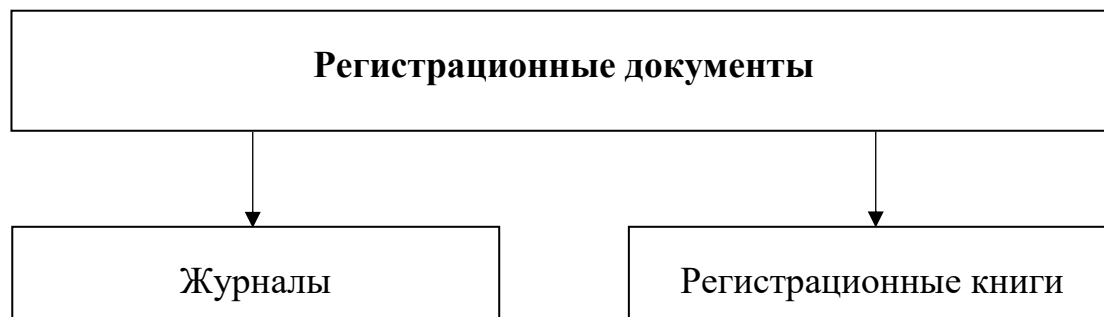 Регистрационные документы
Журналы
Регистрационные книги